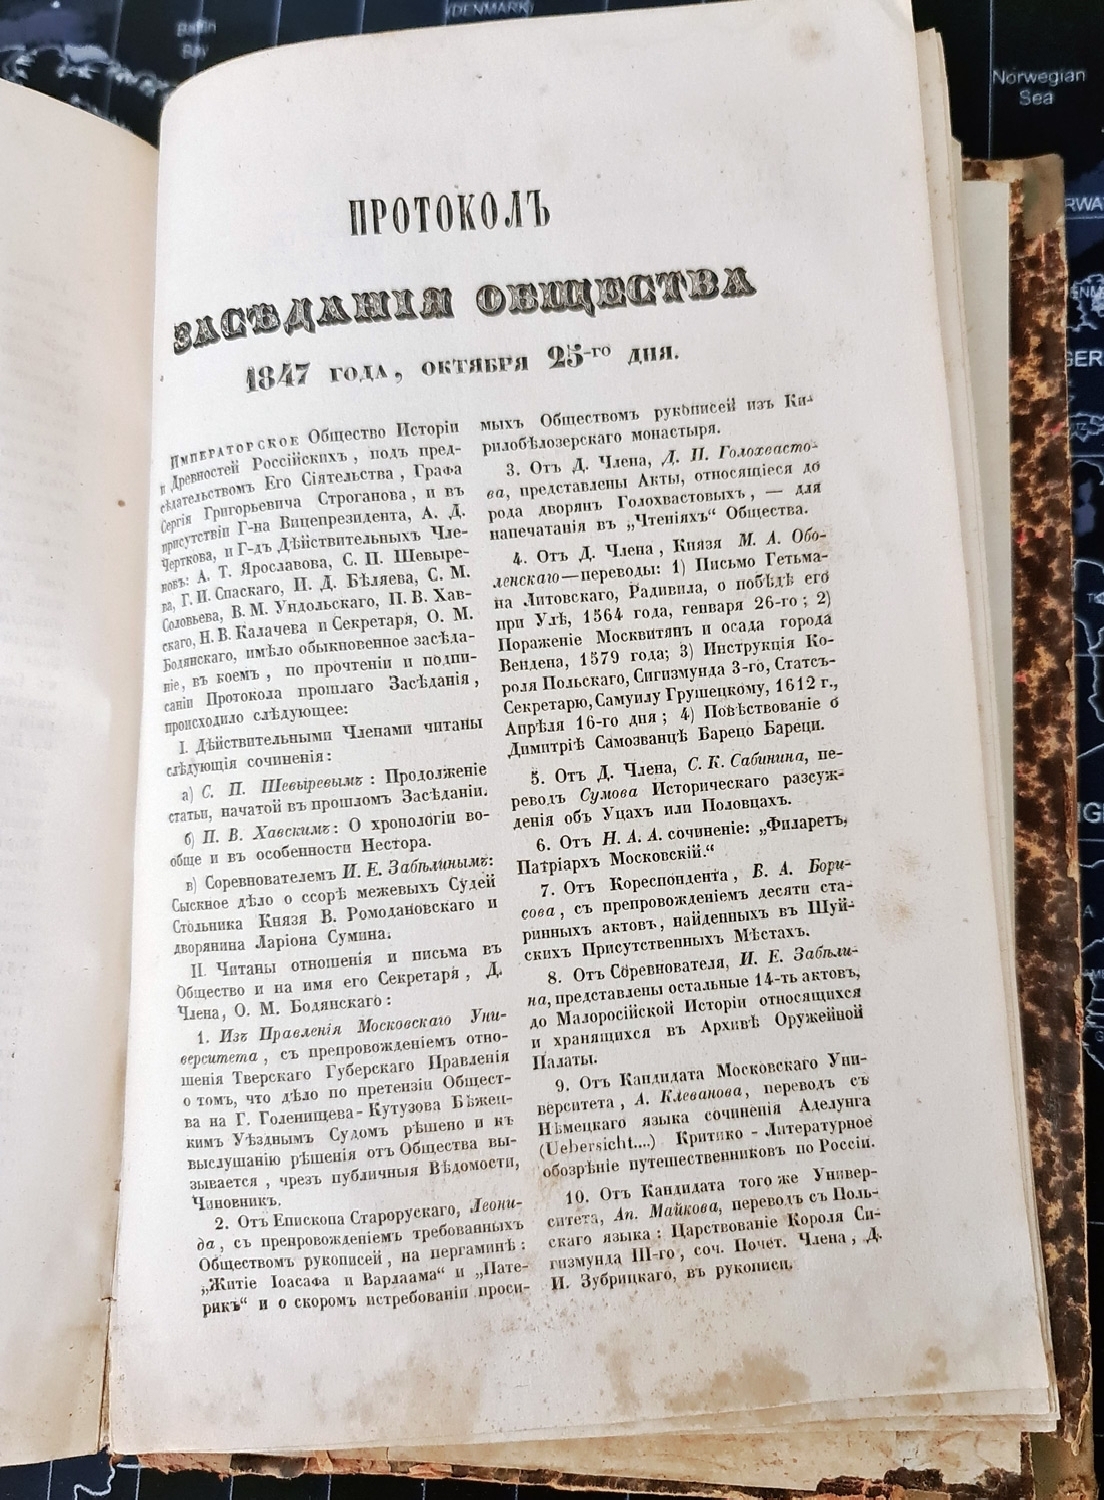 (DENMARK)
Baffin
Bay
Norwegian
Sea
ПРОТОКОЛЪ
ЗАСѢДАНІЯ ОБЩЕСТВА
1847 ГОДА, ОКТЯБРЯ 25-ГО ДНЯ.
Императорское Общество Исторіи
и Древностей Россійскихъ, подъ пред-
сѣдательствомъ Его Сіятельства, Графа
Сергія Григорьевича Строганова, и въ
присутствіи Г-на Вицепрезидента, А. Д.
Черткова, и Г-дъ Дѣйствительныхъ Чле-
новъ: А. Т. Ярославова, С. П. Шевыре-
ва, Г. И. Спаскаго, И. Д. Бѣляева, С. М.
Соловьева, В. М. Ундольскаго, П. В. Хав-
скаго, Н. В. Калачева и Секретаря, О. М.
Бодянскаго, имѣло обыкновенное засѣда-
ніе, въ коемъ, по прочтеніи и подпи-
саніи Протокола прошлаго Засѣданія,
происходило слѣдующее:
I. Дѣйствительными Членами читаны
слѣдующія сочиненія:
а) С. П. Шевыревымъ: Продолженіе
статьи, начатой въ прошломъ Засѣданіи.
б) П. В. Хавскимъ: О хронологіи во-
обще и въ особенности Нестора.
в) Соревнователемъ И. Е. Забѣлинымъ:
Сыскное дѣло о ссорѣ межевыхъ Судей
Стольника Князя В. Ромодановскаго и
дворянина Ларіона Сумина.
II. Читаны отношенія и письма въ
Общество и на имя его Секретаря, Д.
Члена, О. М. Бодянскаго:
1. Изъ Правленія Московскаго Уни-
верситета, съ препровожденіемъ отно-
шенія Тверскаго Губерскаго Правленія
о томъ, что дѣло по претензіи Общест-
ва на Г. Голенищева-Кутузова Бѣжец-
кимъ Уѣзднымъ Судомъ рѣшено и къ
выслушанію рѣшенія отъ Общества вы-
зывается, чрезъ публичныя Вѣдомости,
Чиновникъ.
2. Отъ Епископа Старорускаго, Леони-
да, съ препровожденіемъ требованныхъ
Обществомъ рукописей, на пергаминѣ:
„Житіе Іоасафа и Варлаама“ и „Пате-
рикъ“ и о скоромъ истребованіи проси-
мыхъ Обществомъ рукописей изъ Ки-
рилобѣлозерскаго монастыря.
3. Отъ Д. Члена, Д. П. Голохвасто-
ва, представлены Акты, относящіеся до
рода дворянъ Голохвастовыхъ, — для
напечатанія въ „Чтеніяхъ“ Общества.
4. Отъ Д. Члена, Князя М. А. Обо-
ленскаго—переводы: 1) Письмо Гетьма-
на Литовскаго, Радивила, о побѣдѣ его
при Улѣ, 1564 года, генваря 26-го; 2)
Пораженіе Москвитянъ и осада города
Вендена, 1579 года; 3) Инструкція Ко-
роля Польскаго, Сигизмунда 3-го, Статсъ-
Секретарю, Самуилу Грушецкому, 1612 г.,
Апрѣля 16-го дня; 4) Повѣствованіе о
Димитріѣ Самозванцѣ Барецо Бареци.
5. Отъ Д. Члена, С. К. Сабинина, пе-
реводъ Сумова Историческаго разсуж-
денія объ Уцахъ или Половцахъ.
6. Отъ Н. А. А. сочиненіе: „Филаретъ,
Патріархъ Московскій.“
7. Отъ Кореспондента, В. А. Бори-
сова, съ препровожденіемъ десяти ста-
ринныхъ актовъ, найденныхъ въ Шуй-
скихъ Присутственныхъ Мѣстахъ.
8. Отъ Соревнователя, И. Е. Забѣли-
на, представлены остальные 14-ть актовъ,
до Малоросійской Исторіи относящихся
и хранящихся въ Архивѣ Оружейной
Палаты.
9. Отъ Кандидата Московскаго Уни-
верситета, А. Клеванова, переводъ съ
Нѣмецкаго языка сочиненія Аделунга
(Uebersicht....) Критико-Литературное
обозрѣніе путешественниковъ по Россіи.
10. Отъ Кандидата того же Универ-
ситета, Ап. Майкова, переводъ съ Поль-
скаго языка: Царствованіе Короля Си-
гизмунда III-го, соч. Почет. Члена, Д.
И. Зубрицкаго, въ рукописи.